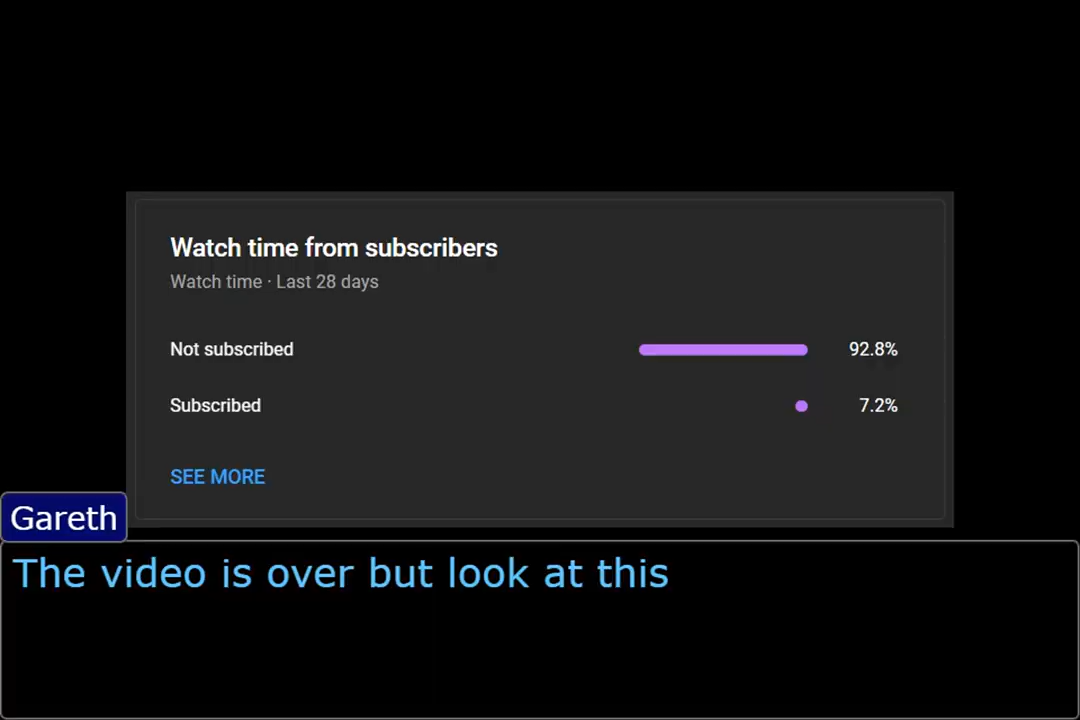 Watch time from subscribers
Watch time · Last 28 days
Not subscribed 92.8%
Subscribed 7.2%
SEE MORE
Gareth
The video is over but look at this